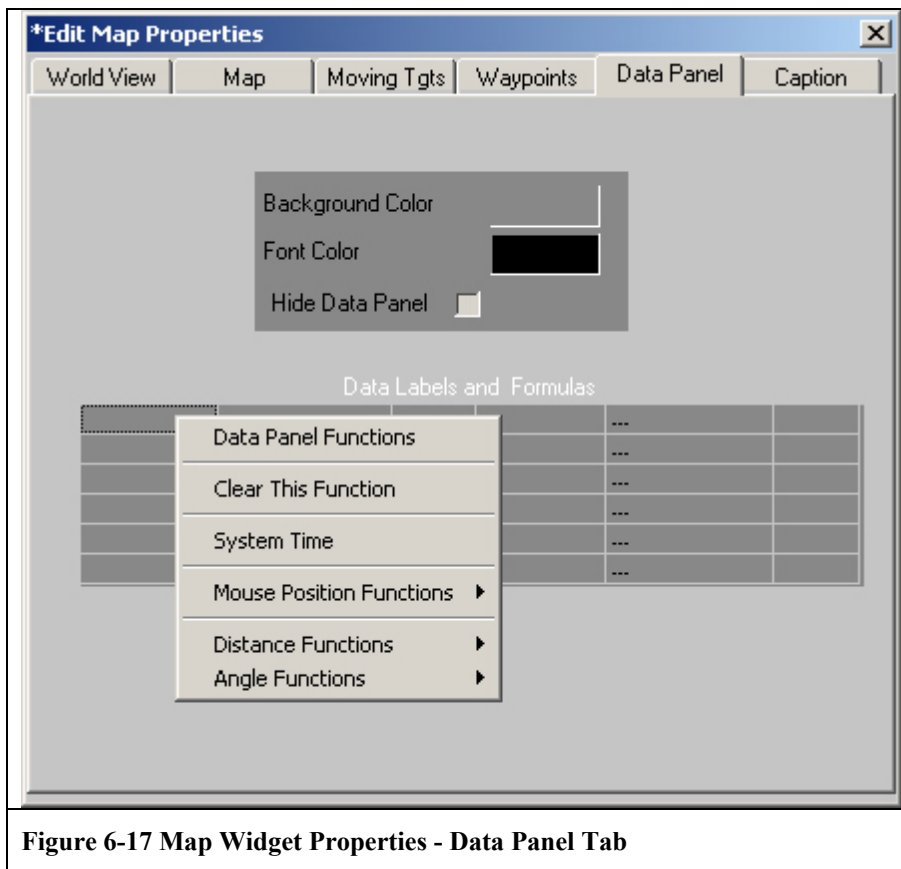 *Edit Map Properties
World View Map Moving Tgts Waypoints Data Panel Caption
Background Color
Font Color
Hide Data Panel
Data Labels and Formulas
---
---
---
---
---
---
Data Panel Functions
Clear This Function
System Time
Mouse Position Functions
Distance Functions
Angle Functions
Figure 6-17 Map Widget Properties - Data Panel Tab